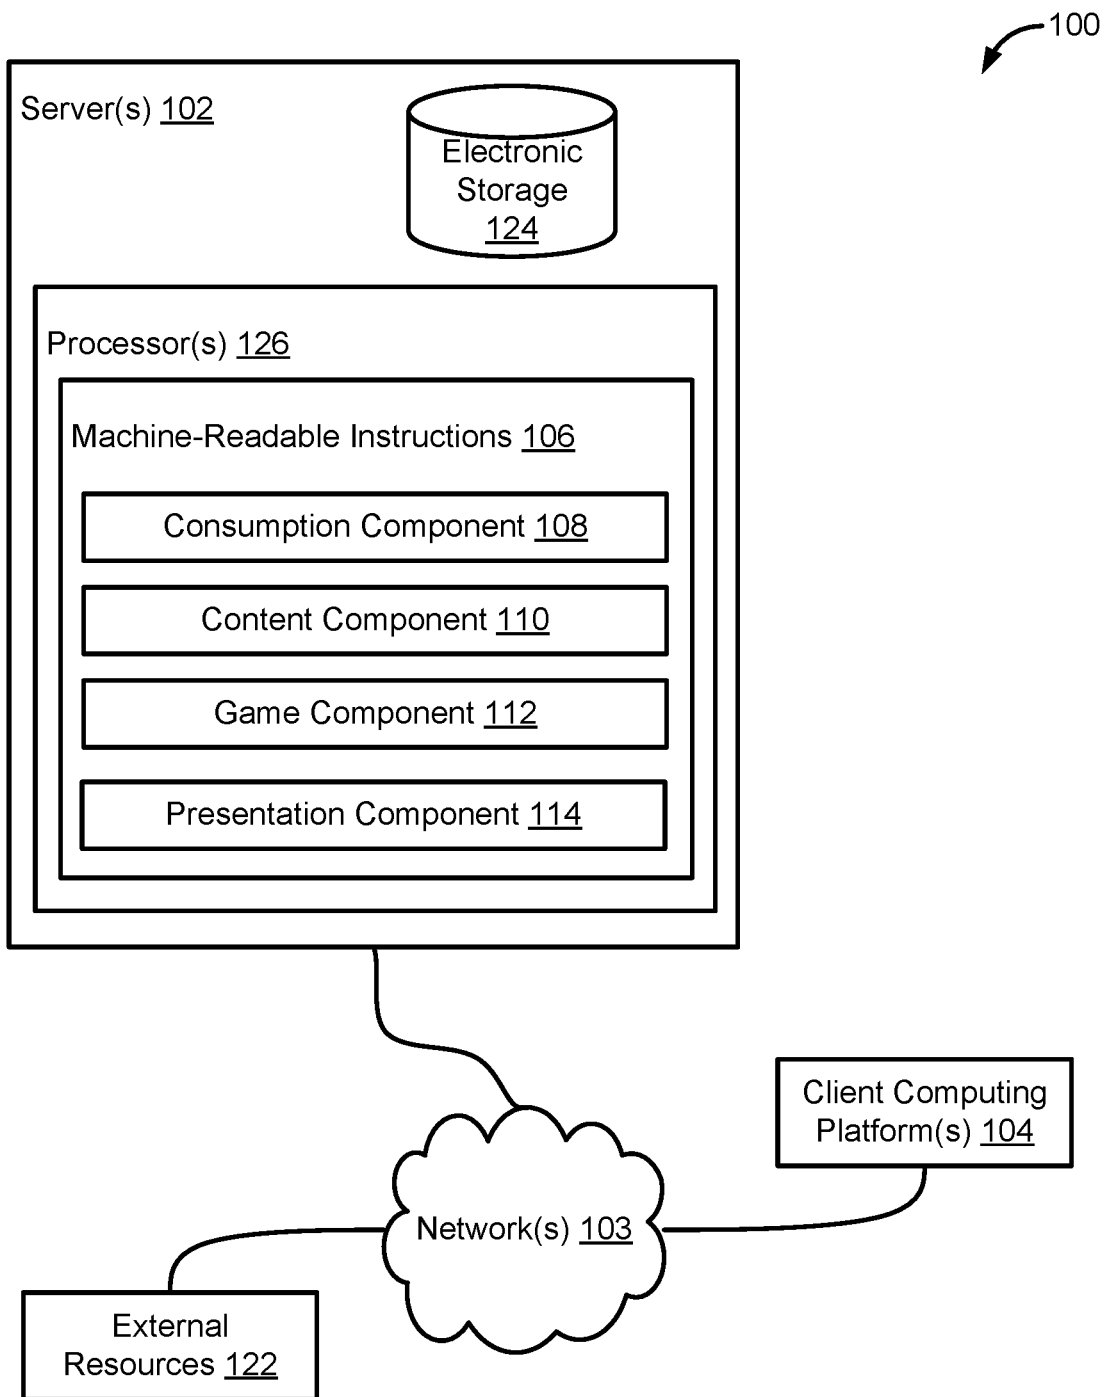 100
Server(s) 102
Electronic
Storage
124
Processor(s) 126
Machine-Readable Instructions 106
Consumption Component 108
Content Component 110
Game Component 112
Presentation Component 114
Client Computing
Platform(s) 104
Network(s) 103
External
Resources 122